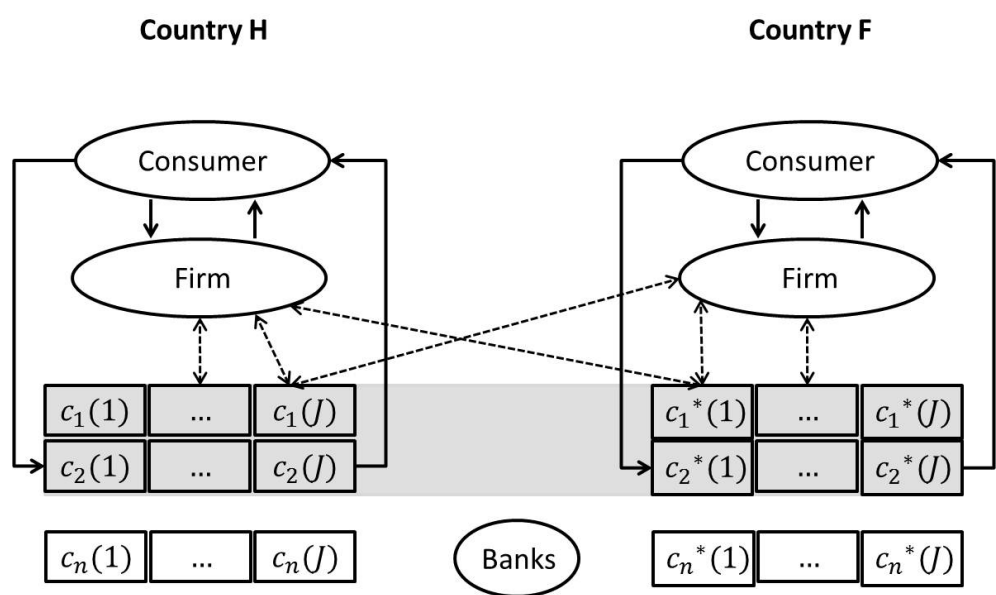 Country H Country F
Consumer Consumer
Firm Firm
c₁(1) ... c₁(J) c₁*(1) ... c₁*(J)
c₂(1) ... c₂(J) c₂*(1) ... c₂*(J)
cₙ(1) ... cₙ(J) Banks cₙ*(1) ... cₙ*(J)